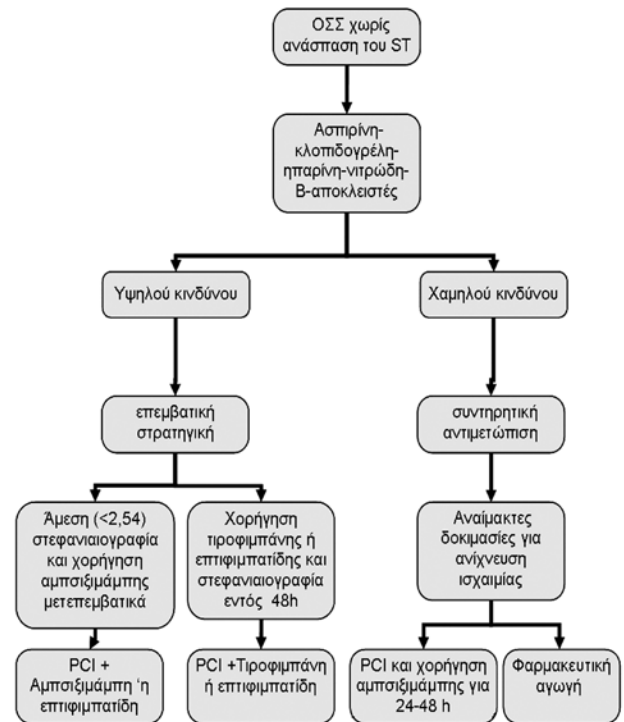 ΟΣΣ χωρίς
ανάσπαση του ST
Ασπιρίνη-
κλοπιδογρέλη-
ηπαρίνη-νιτρώδη-
Β-αποκλειστές
Υψηλού κινδύνου
Χαμηλού κινδύνου
επεμβατική
στρατηγική
συντηρητική
αντιμετώπιση
Άμεση (<2,54)
στεφανιαιογραφία
και χορήγηση
αμπσιξιμάμπης
μετεπεμβατικά
Χορήγηση
τιροφιμπάνης ή
επτιφιμπατίδης και
στεφανιαιογραφία
εντός 48h
Αναίμακτες
δοκιμασίες για
ανίχνευση
ισχαιμίας
PCI +
Αμπσιξιμάμπη ‘η
επτιφιμπατίδη
PCI +Τιροφιμπάνη
ή επτιφιμπατίδη
PCI και χορήγηση
αμπσιξιμάμπης για
24-48 h
Φαρμακευτική
αγωγή